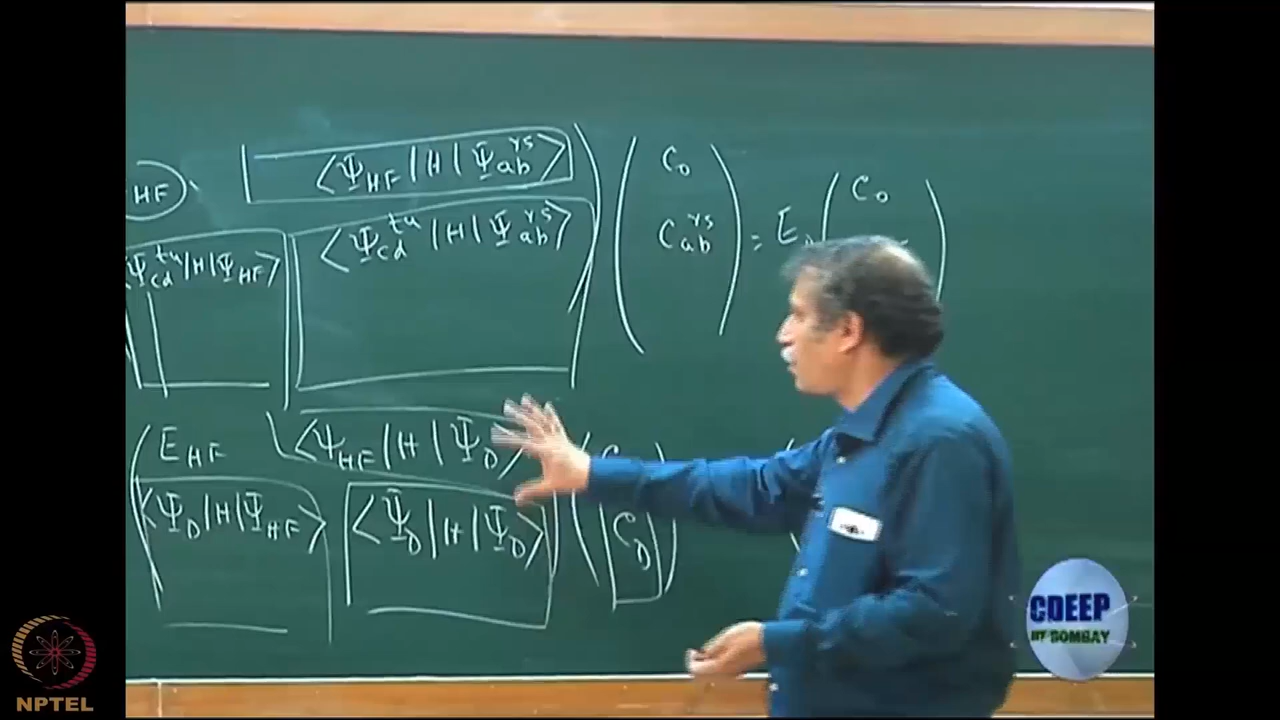 HF ⟨Ψ_HF|H|Ψ_ab^rs⟩ C_0 C_0
⟨Ψ_cd^tu|H|Ψ_HF⟩ ⟨Ψ_cd^tu|H|Ψ_ab^rs⟩ C_ab^rs = E
E_HF ⟨Ψ_HF|H|Ψ_D⟩
⟨Ψ_D|H|Ψ_HF⟩ ⟨Ψ_D|H|Ψ_D⟩ C_D
CDEEP
IIT BOMBAY
NPTEL